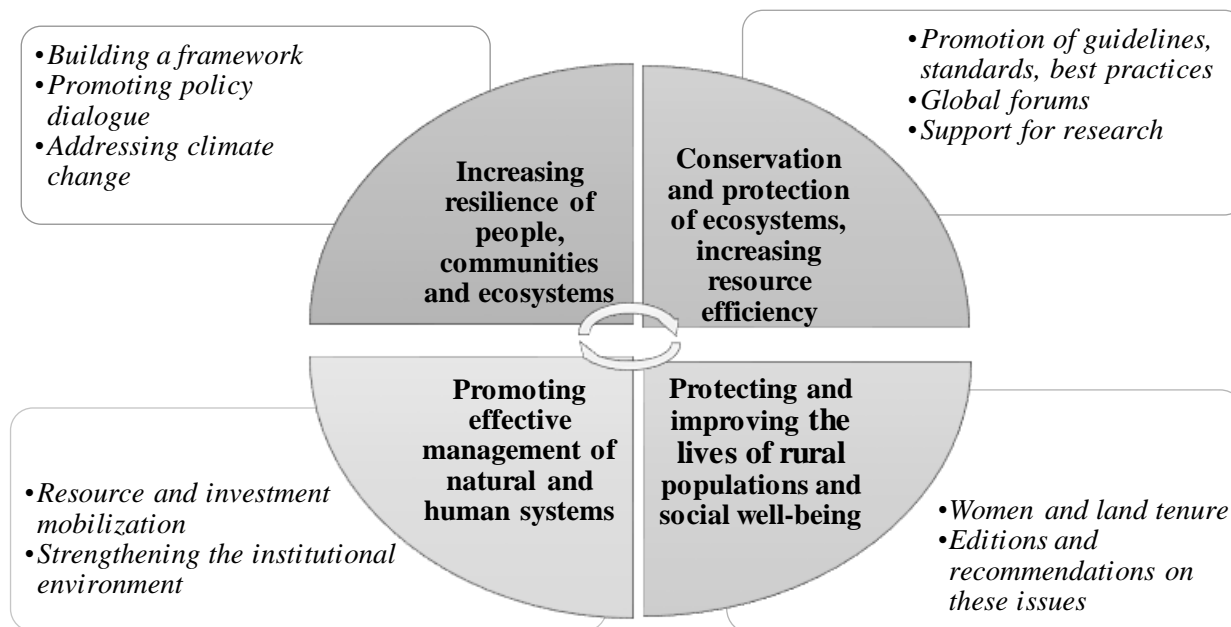 •Building a framework
•Promoting policy
dialogue
•Addressing climate
change
•Promotion of guidelines,
standards, best practices
•Global forums
•Support for research
Increasing
resilience of
people,
communities
and ecosystems
Conservation
and protection
of ecosystems,
increasing
resource
efficiency
Promoting
effective
management of
natural and
human systems
Protecting and
improving the
lives of rural
populations and
social well-being
•Resource and investment
mobilization
•Strengthening the institutional
environment
•Women and land tenure
•Editions and
recommendations on
these issues